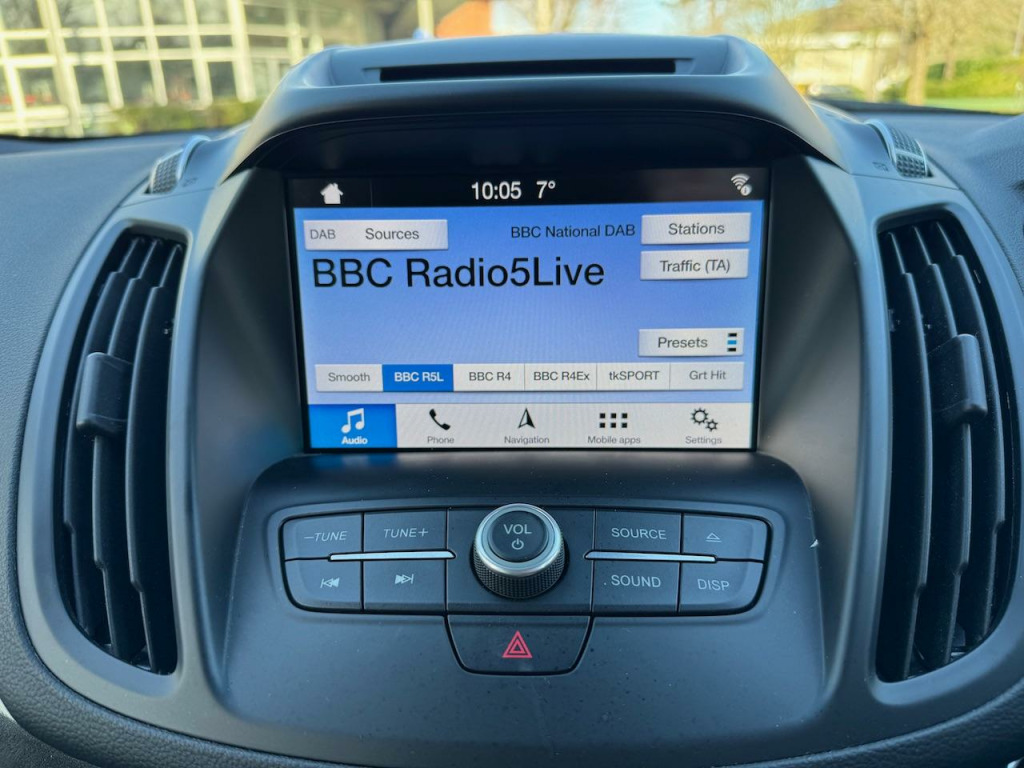 10:05 7°
DAB Sources
BBC National DAB
Stations
BBC Radio5Live
Traffic (TA)
Presets
Smooth
BBC R5L
BBC R4
BBC R4Ex
tkSPORT
Grt Hit
Audio
Phone
Navigation
Mobile apps
Settings
–TUNE
TUNE+
VOL
SOURCE
SOUND
DISP